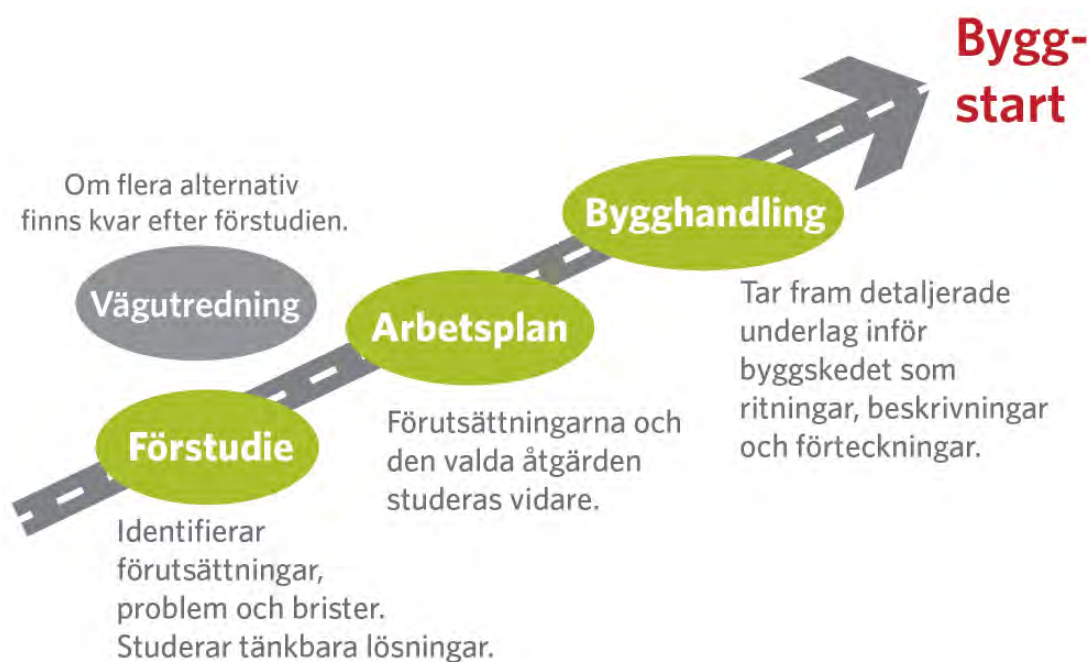 Bygg-
start
Om flera alternativ
finns kvar efter förstudien.
Vägutredning
Bygghandling
Tar fram detaljerade
underlag inför
byggskedet som
ritningar, beskrivningar
och förteckningar.
Arbetsplan
Förutsättningarna och
den valda åtgärden
studeras vidare.
Förstudie
Identifierar
förutsättningar,
problem och brister.
Studerar tänkbara lösningar.